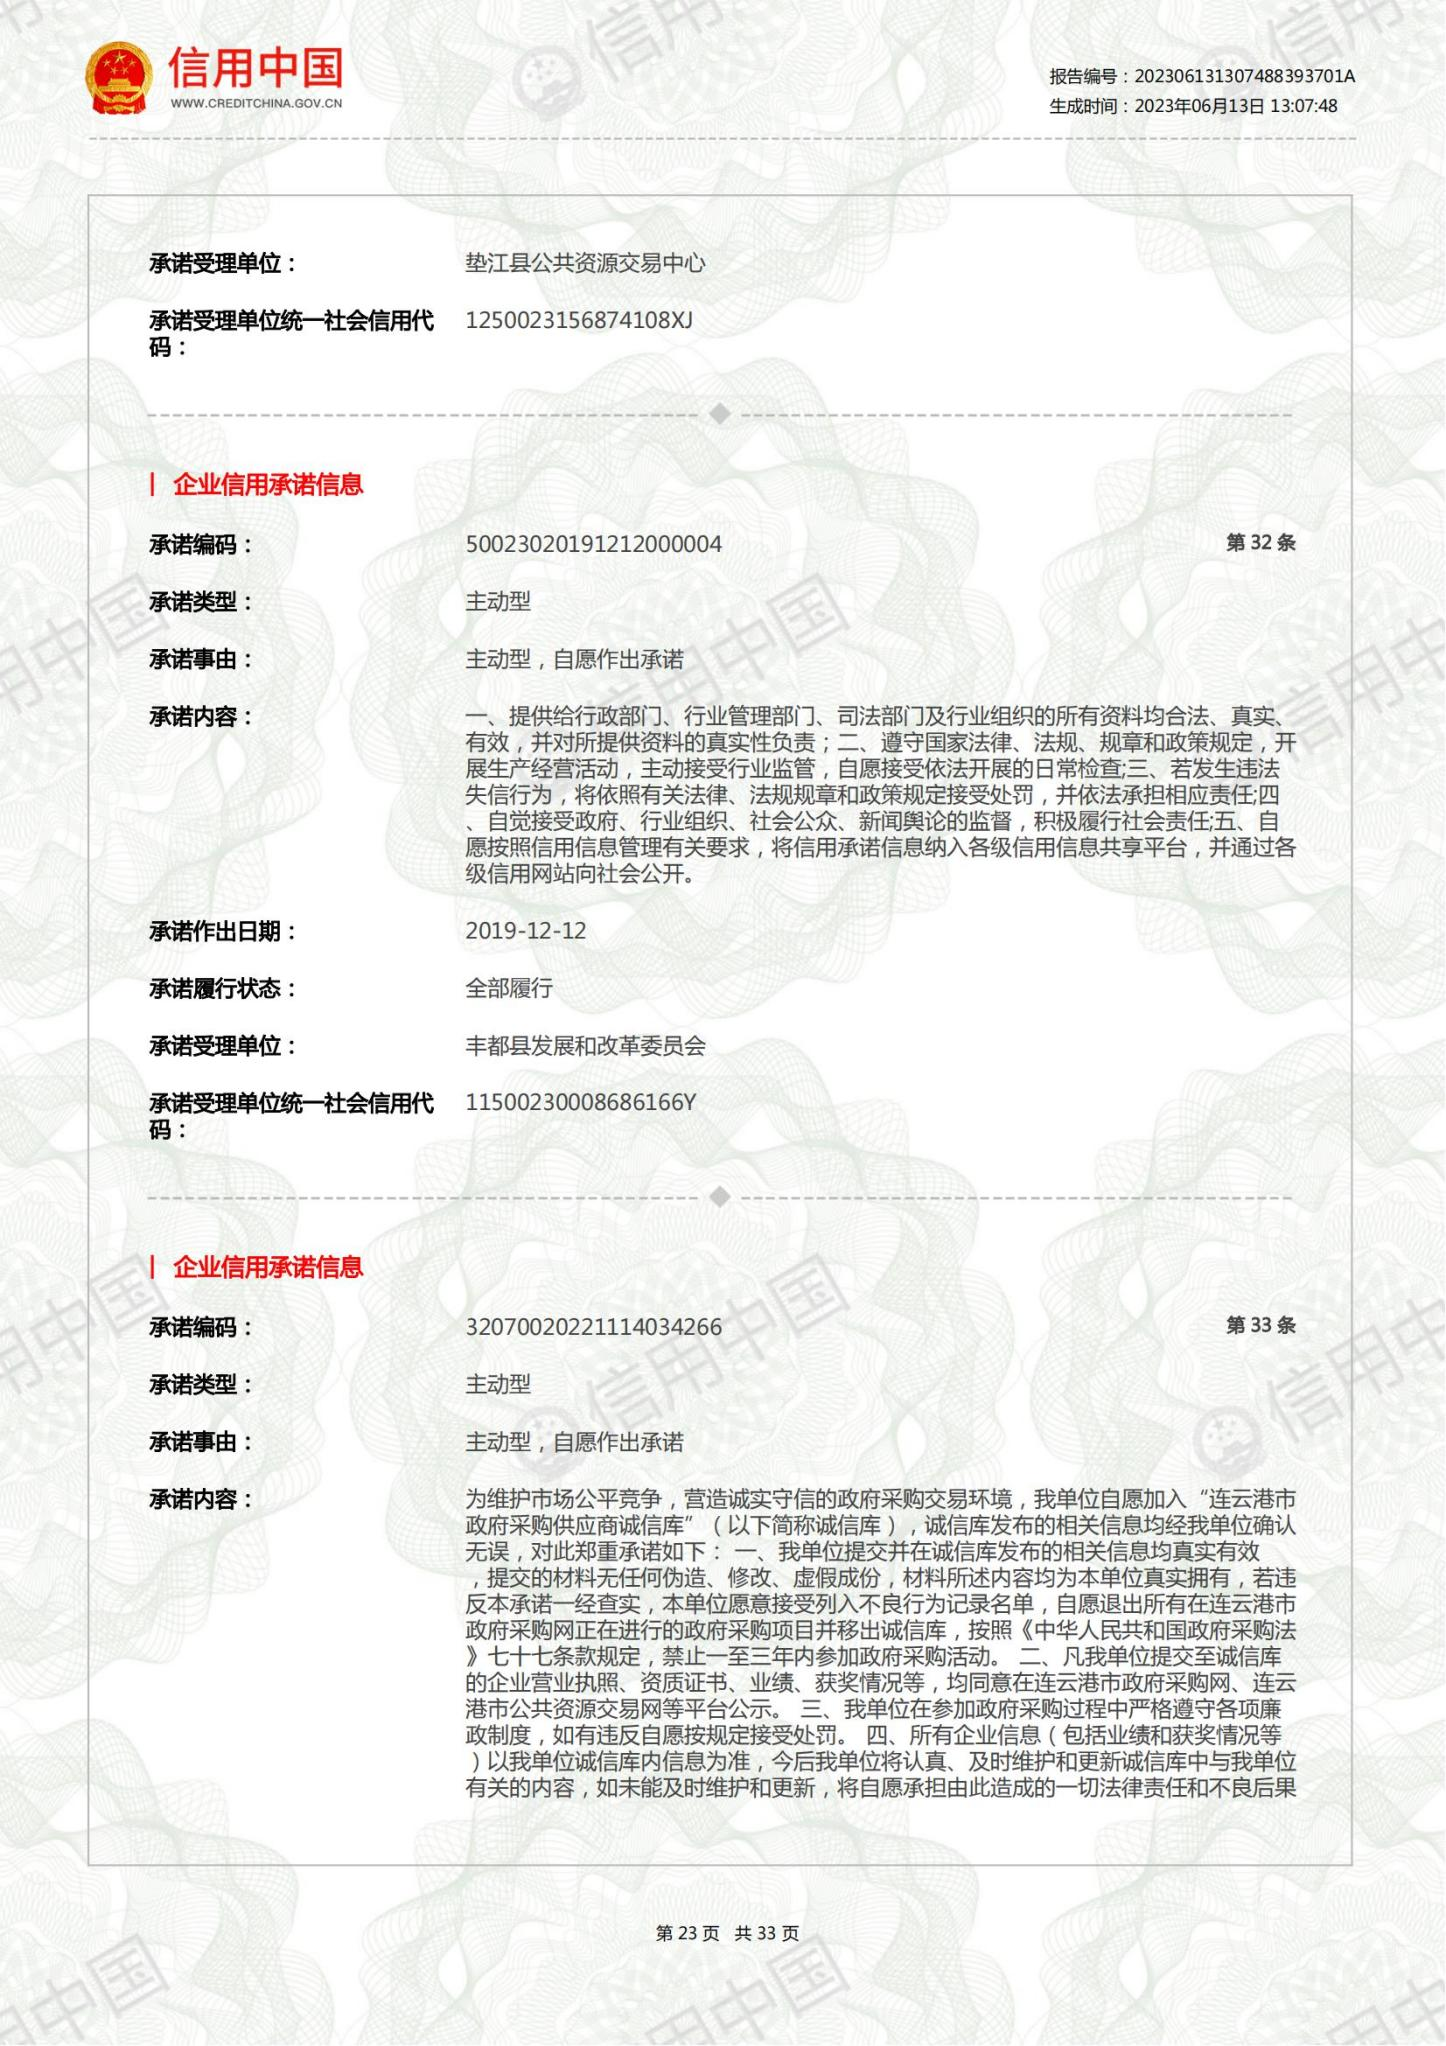 信用中国
WWW.CREDITCHINA.GOV.CN
报告编号：202306131307488393701A
生成时间：2023年06月13日 13:07:48
承诺受理单位： 垫江县公共资源交易中心
承诺受理单位统一社会信用代 1250023156874108XJ
码：
企业信用承诺信息
承诺编码： 50023020191212000004 第 32 条
承诺类型： 主动型
承诺事由： 主动型，自愿作出承诺
承诺内容： 一、提供给行政部门、行业管理部门、司法部门及行业组织的所有资料均合法、真实、
有效，并对所提供资料的真实性负责；二、遵守国家法律、法规、规章和政策规定，开
展生产经营活动，主动接受行业监管，自愿接受依法开展的日常检查;三、若发生违法
失信行为，将依照有关法律、法规规章和政策规定接受处罚，并依法承担相应责任;四
、自觉接受政府、行业组织、社会公众、新闻舆论的监督，积极履行社会责任;五、自
愿按照信用信息管理有关要求，将信用承诺信息纳入各级信用信息共享平台，并通过各
级信用网站向社会公开。
承诺作出日期： 2019-12-12
承诺履行状态： 全部履行
承诺受理单位： 丰都县发展和改革委员会
承诺受理单位统一社会信用代 11500230008686166Y
码：
企业信用承诺信息
承诺编码： 32070020221114034266 第 33 条
承诺类型： 主动型
承诺事由： 主动型，自愿作出承诺
承诺内容： 为维护市场公平竞争，营造诚实守信的政府采购交易环境，我单位自愿加入“连云港市
政府采购供应商诚信库”（以下简称诚信库），诚信库发布的相关信息均经我单位确认
无误，对此郑重承诺如下： 一、我单位提交并在诚信库发布的相关信息均真实有效
，提交的材料无任何伪造、修改、虚假成份，材料所述内容均为本单位真实拥有，若违
反本承诺一经查实，本单位愿意接受列入不良行为记录名单，自愿退出所有在连云港市
政府采购网正在进行的政府采购项目并移出诚信库，按照《中华人民共和国政府采购法
》七十七条款规定，禁止一至三年内参加政府采购活动。 二、凡我单位提交至诚信库
的企业营业执照、资质证书、业绩、获奖情况等，均同意在连云港市政府采购网、连云
港市公共资源交易网等平台公示。 三、我单位在参加政府采购过程中严格遵守各项廉
政制度，如有违反自愿按规定接受处罚。 四、所有企业信息（包括业绩和获奖情况等
）以我单位诚信库内信息为准，今后我单位将认真、及时维护和更新诚信库中与我单位
有关的内容，如未能及时维护和更新，将自愿承担由此造成的一切法律责任和不良后果
第 23 页 共 33 页